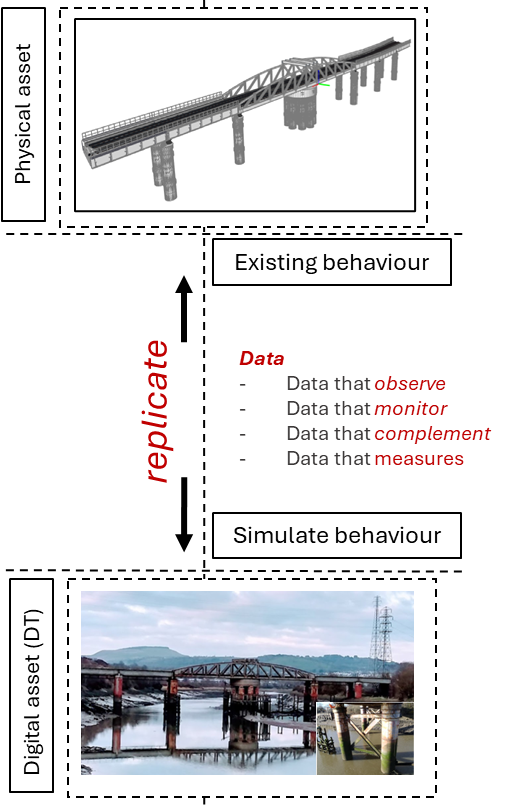 Physical asset
Existing behaviour
replicate
Data
- Data that observe
- Data that monitor
- Data that complement
- Data that measures
Simulate behaviour
Digital asset (DT)